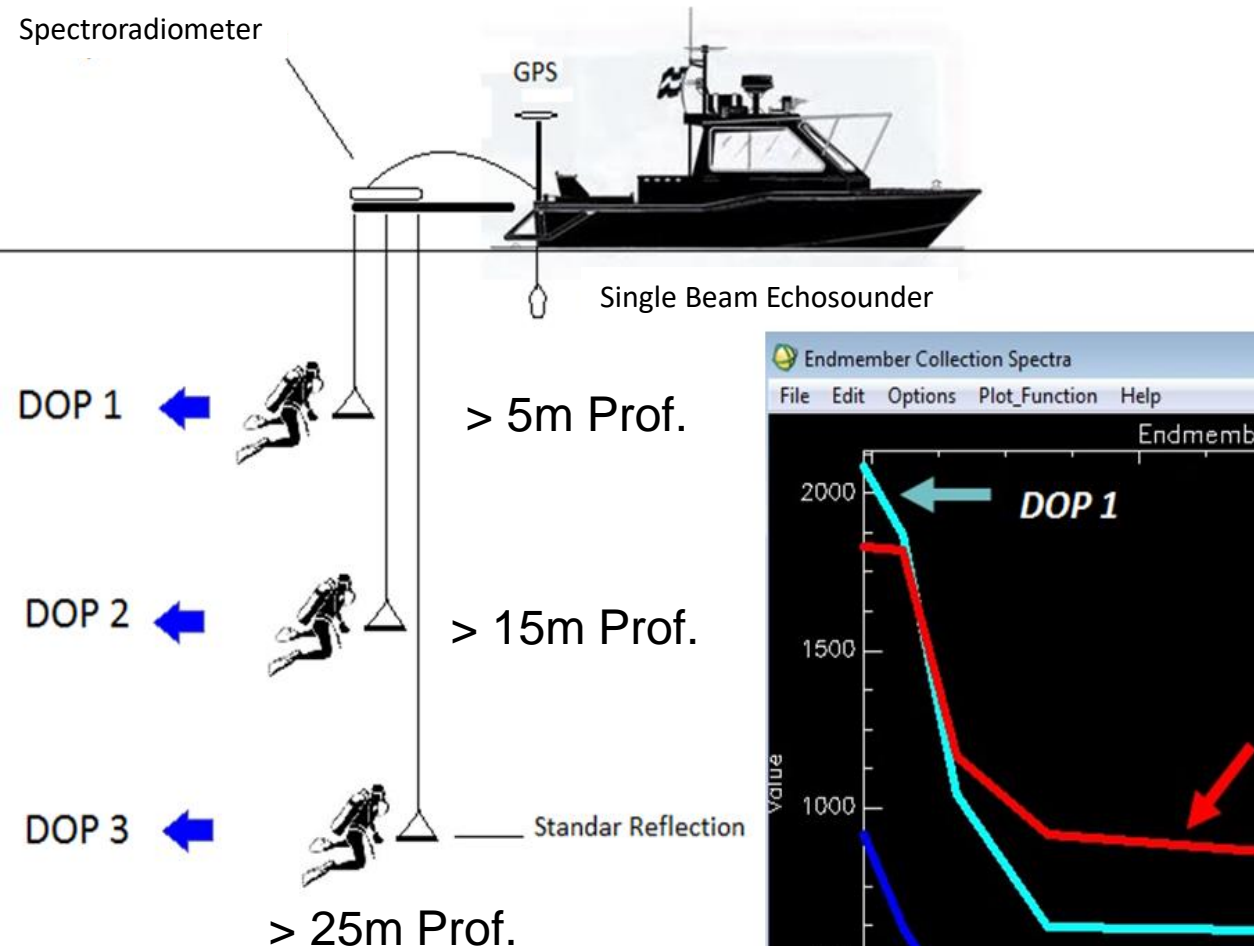 Spectroradiometer
GPS
Single Beam Echosounder
DOP 1
> 5m Prof.
DOP 2
> 15m Prof.
DOP 3
Standar Reflection
> 25m Prof.
Endmember Collection Spectra
File Edit Options Plot_Function Help
Endmemb
2000
DOP 1
1500
Value
1000